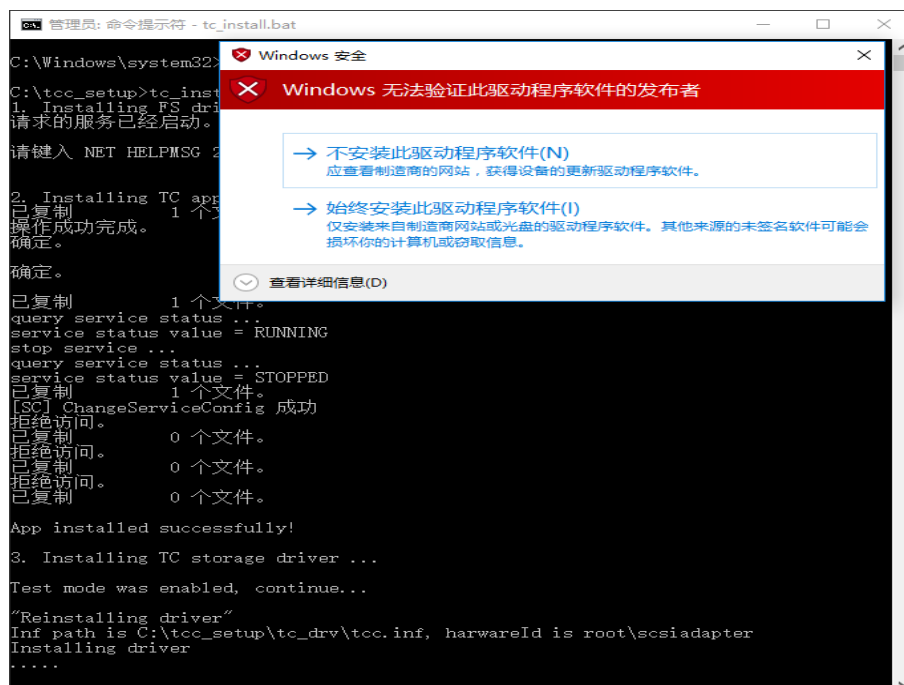 管理员: 命令提示符 - tc_install.bat
C:\Windows\system32>
C:\tcc_setup>tc_inst
1. Installing FS dri
请求的服务已经启动。
请键入 NET HELPMSG 2
2. Installing TC app
已复制         1 个文
操作成功完成。
确定。
确定。
Windows 安全
Windows 无法验证此驱动程序软件的发布者
→ 不安装此驱动程序软件(N)
应查看制造商的网站，获得设备的更新驱动程序软件。
→ 始终安装此驱动程序软件(I)
仅安装来自制造商网站或光盘的驱动程序软件。其他来源的未签名软件可能会
损坏你的计算机或窃取信息。
查看详细信息(D)
已复制         1 个文件。
query service status ...
service status value = RUNNING
stop service ...
query service status ...
service status value = STOPPED
已复制         1 个文件。
[SC] ChangeServiceConfig 成功
拒绝访问。
已复制         0 个文件。
拒绝访问。
已复制         0 个文件。
拒绝访问。
已复制         0 个文件。
App installed successfully!
3. Installing TC storage driver ...
Test mode was enabled, continue...
"Reinstalling driver"
Inf path is C:\tcc_setup\tc_drv\tcc.inf, harwareId is root\scsiadapter
Installing driver
.....